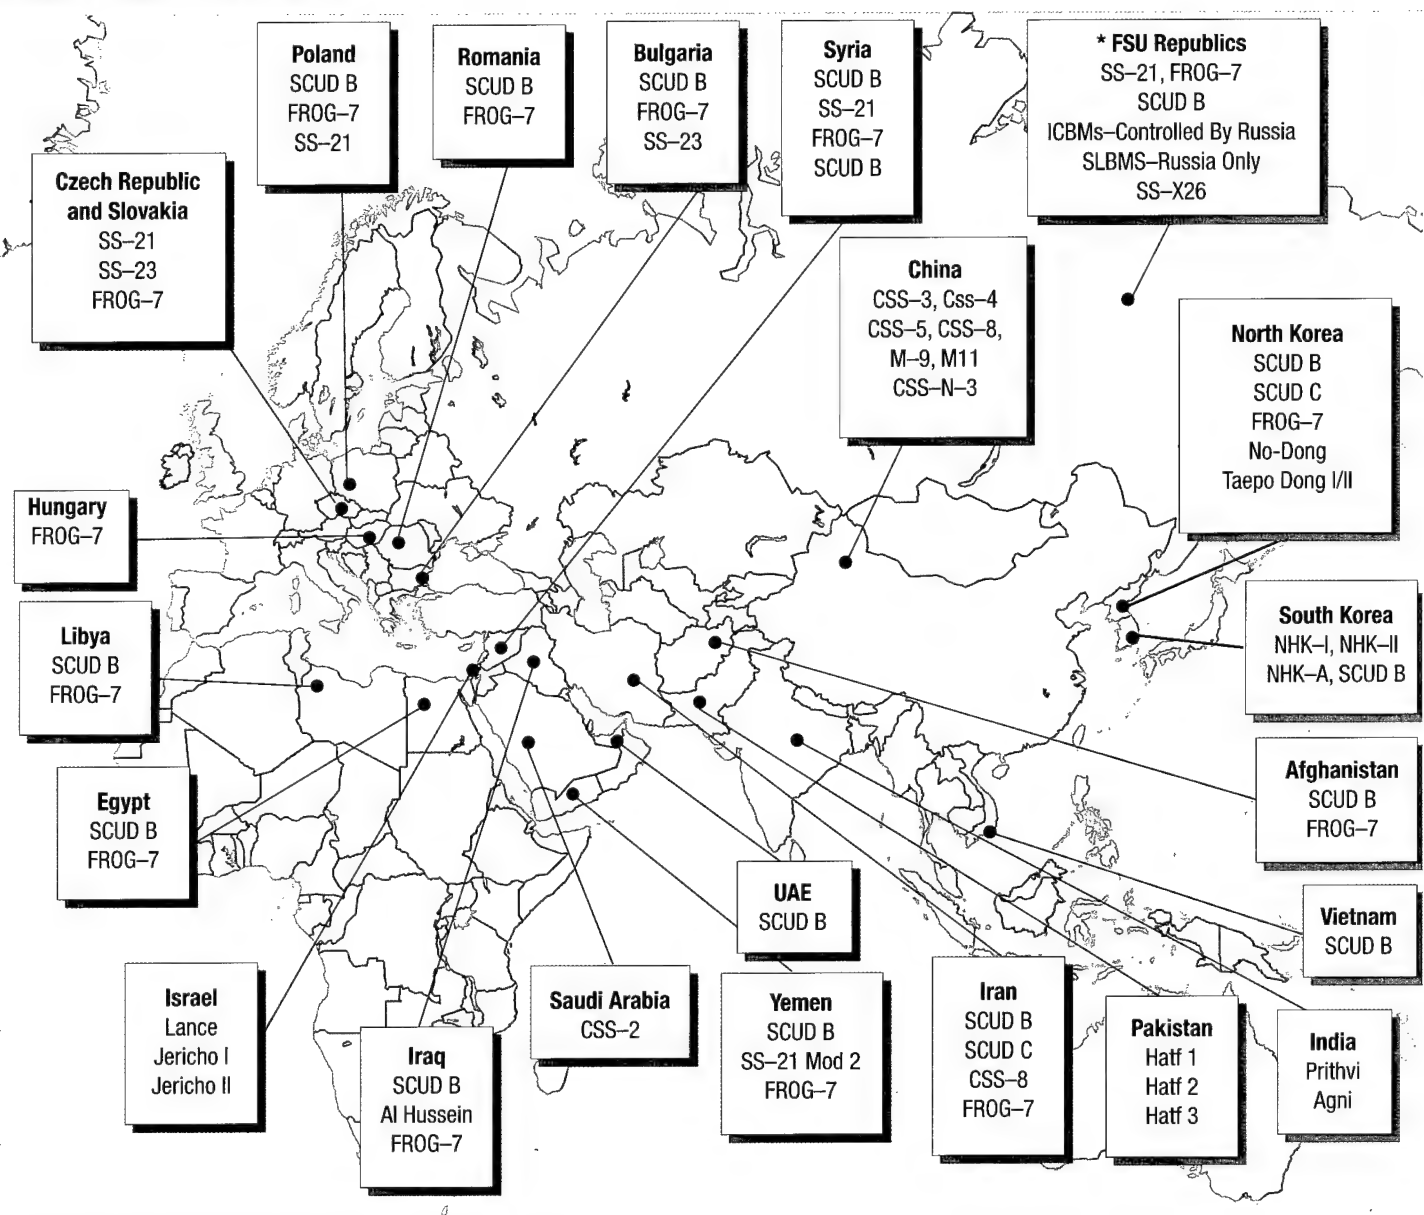 Poland
SCUD B
FROG–7
SS–21
Romania
SCUD B
FROG–7
Bulgaria
SCUD B
FROG–7
SS–23
Syria
SCUD B
SS–21
FROG–7
SCUD B
* FSU Republics
SS–21, FROG–7
SCUD B
ICBMs–Controlled By Russia
SLBMS–Russia Only
SS–X26
Czech Republic
and Slovakia
SS–21
SS–23
FROG–7
China
CSS–3, Css–4
CSS–5, CSS–8,
M–9, M11
CSS–N–3
North Korea
SCUD B
SCUD C
FROG–7
No-Dong
Taepo Dong I/II
Hungary
FROG–7
South Korea
NHK–I, NHK–II
NHK–A, SCUD B
Libya
SCUD B
FROG–7
Afghanistan
SCUD B
FROG–7
Egypt
SCUD B
FROG–7
UAE
SCUD B
Vietnam
SCUD B
Israel
Lance
Jericho I
Jericho II
Iraq
SCUD B
Al Hussein
FROG–7
Saudi Arabia
CSS–2
Yemen
SCUD B
SS–21 Mod 2
FROG–7
Iran
SCUD B
SCUD C
CSS–8
FROG–7
Pakistan
Hatf 1
Hatf 2
Hatf 3
India
Prithvi
Agni